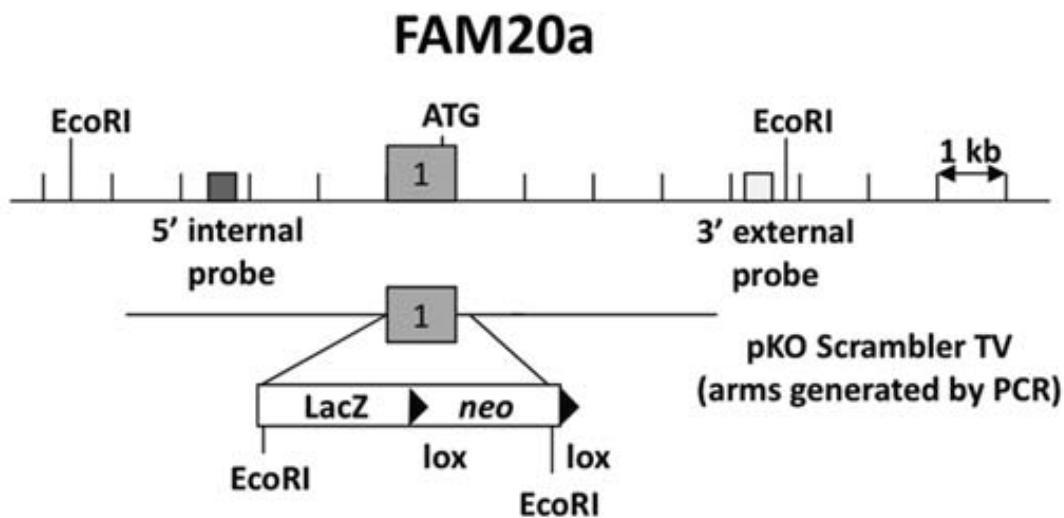 FAM20a
EcoRI
ATG
EcoRI
1 kb
1
5' internal
probe
3' external
probe
1
pKO Scrambler TV
(arms generated by PCR)
LacZ
neo
lox
lox
EcoRI
EcoRI